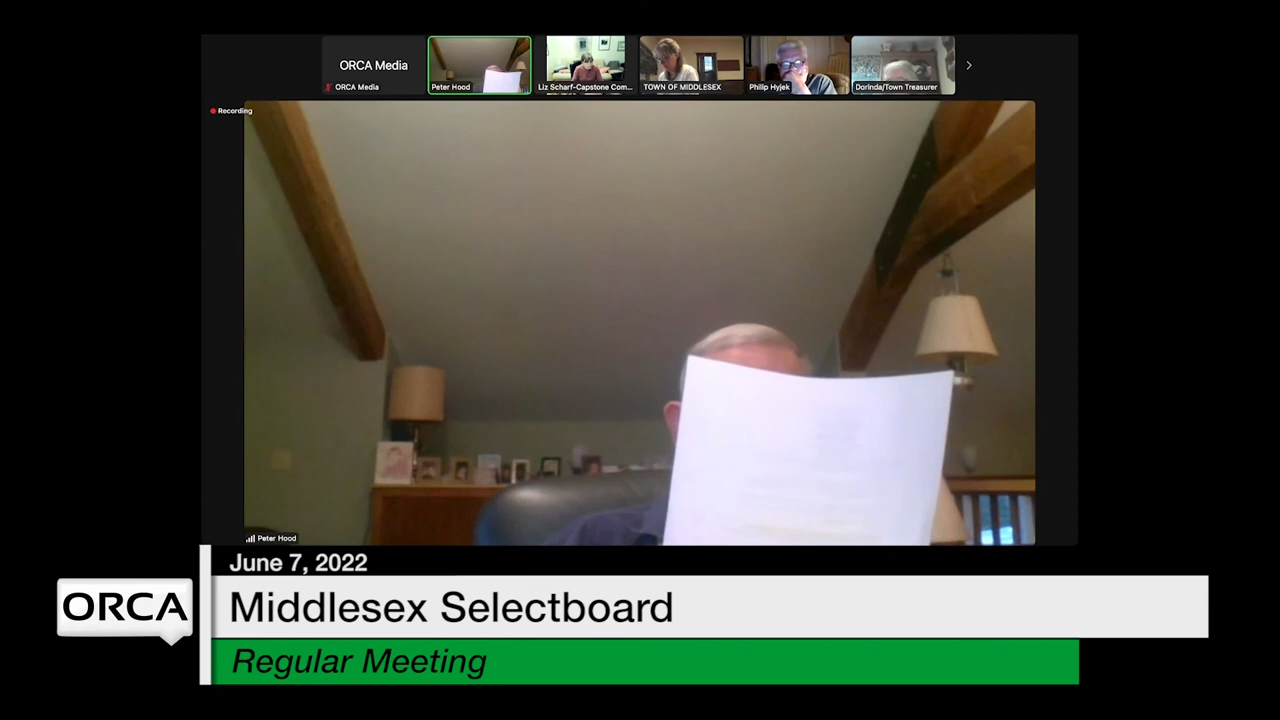 ORCA Media
ORCA Media
Peter Hood
Liz Scharf-Capstone Com...
TOWN OF MIDDLESEX
Philip Hyjek
Dorinda/Town Treasurer
Recording
Peter Hood
June 7, 2022
ORCA
Middlesex Selectboard
Regular Meeting